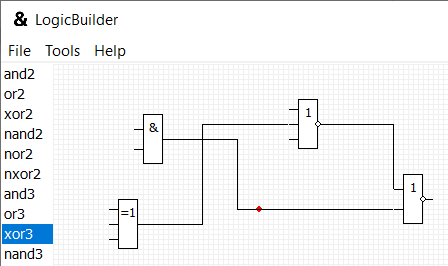 & LogicBuilder
File Tools Help
and2
or2
xor2
nand2
nor2
nxor2
and3
or3
xor3
nand3
&
1
=1
1